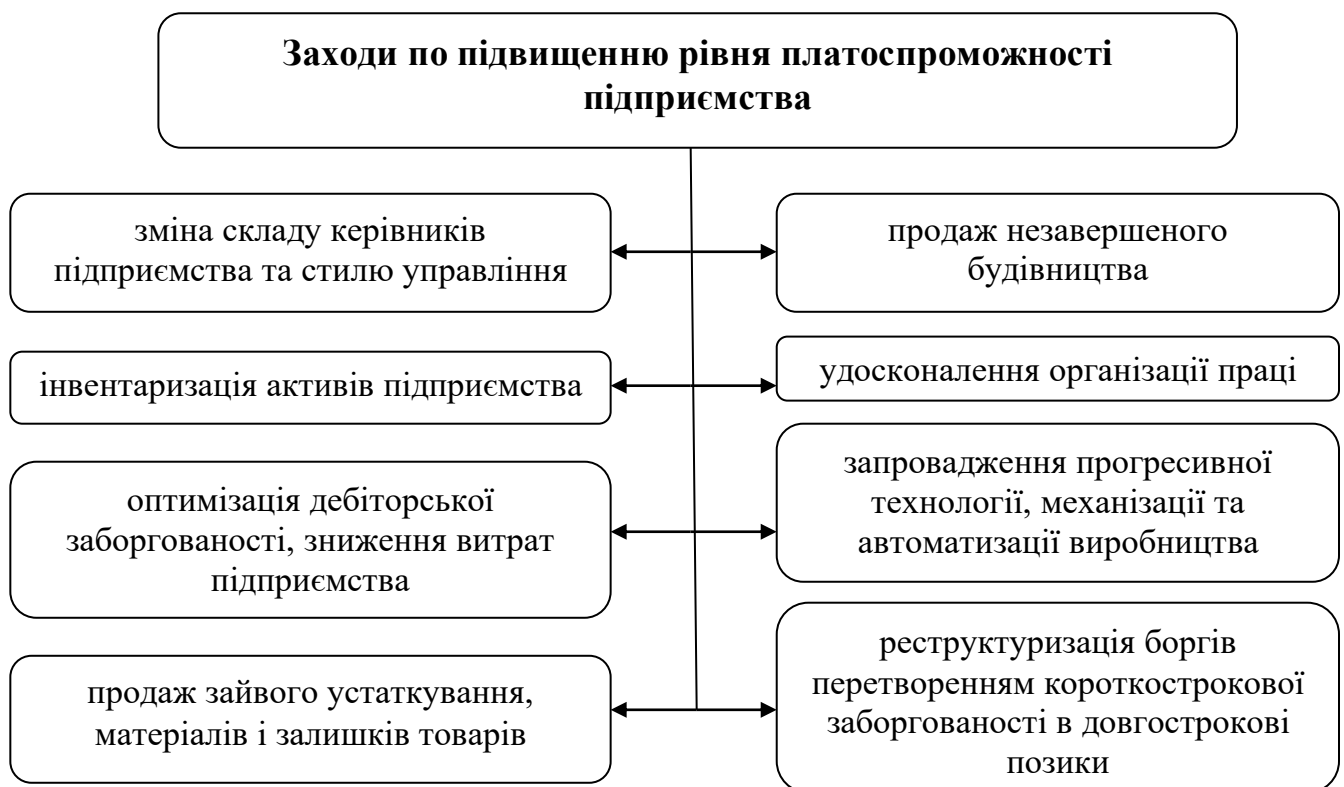 Заходи по підвищенню рівня платоспроможності
підприємства
зміна складу керівників
підприємства та стилю управління
продаж незавершеного
будівництва
інвентаризація активів підприємства
удосконалення організації праці
оптимізація дебіторської
заборгованості, зниження витрат
підприємства
запровадження прогресивної
технології, механізації та
автоматизації виробництва
продаж зайвого устаткування,
матеріалів і залишків товарів
реструктуризація боргів
перетворенням короткострокової
заборгованості в довгострокові
позики